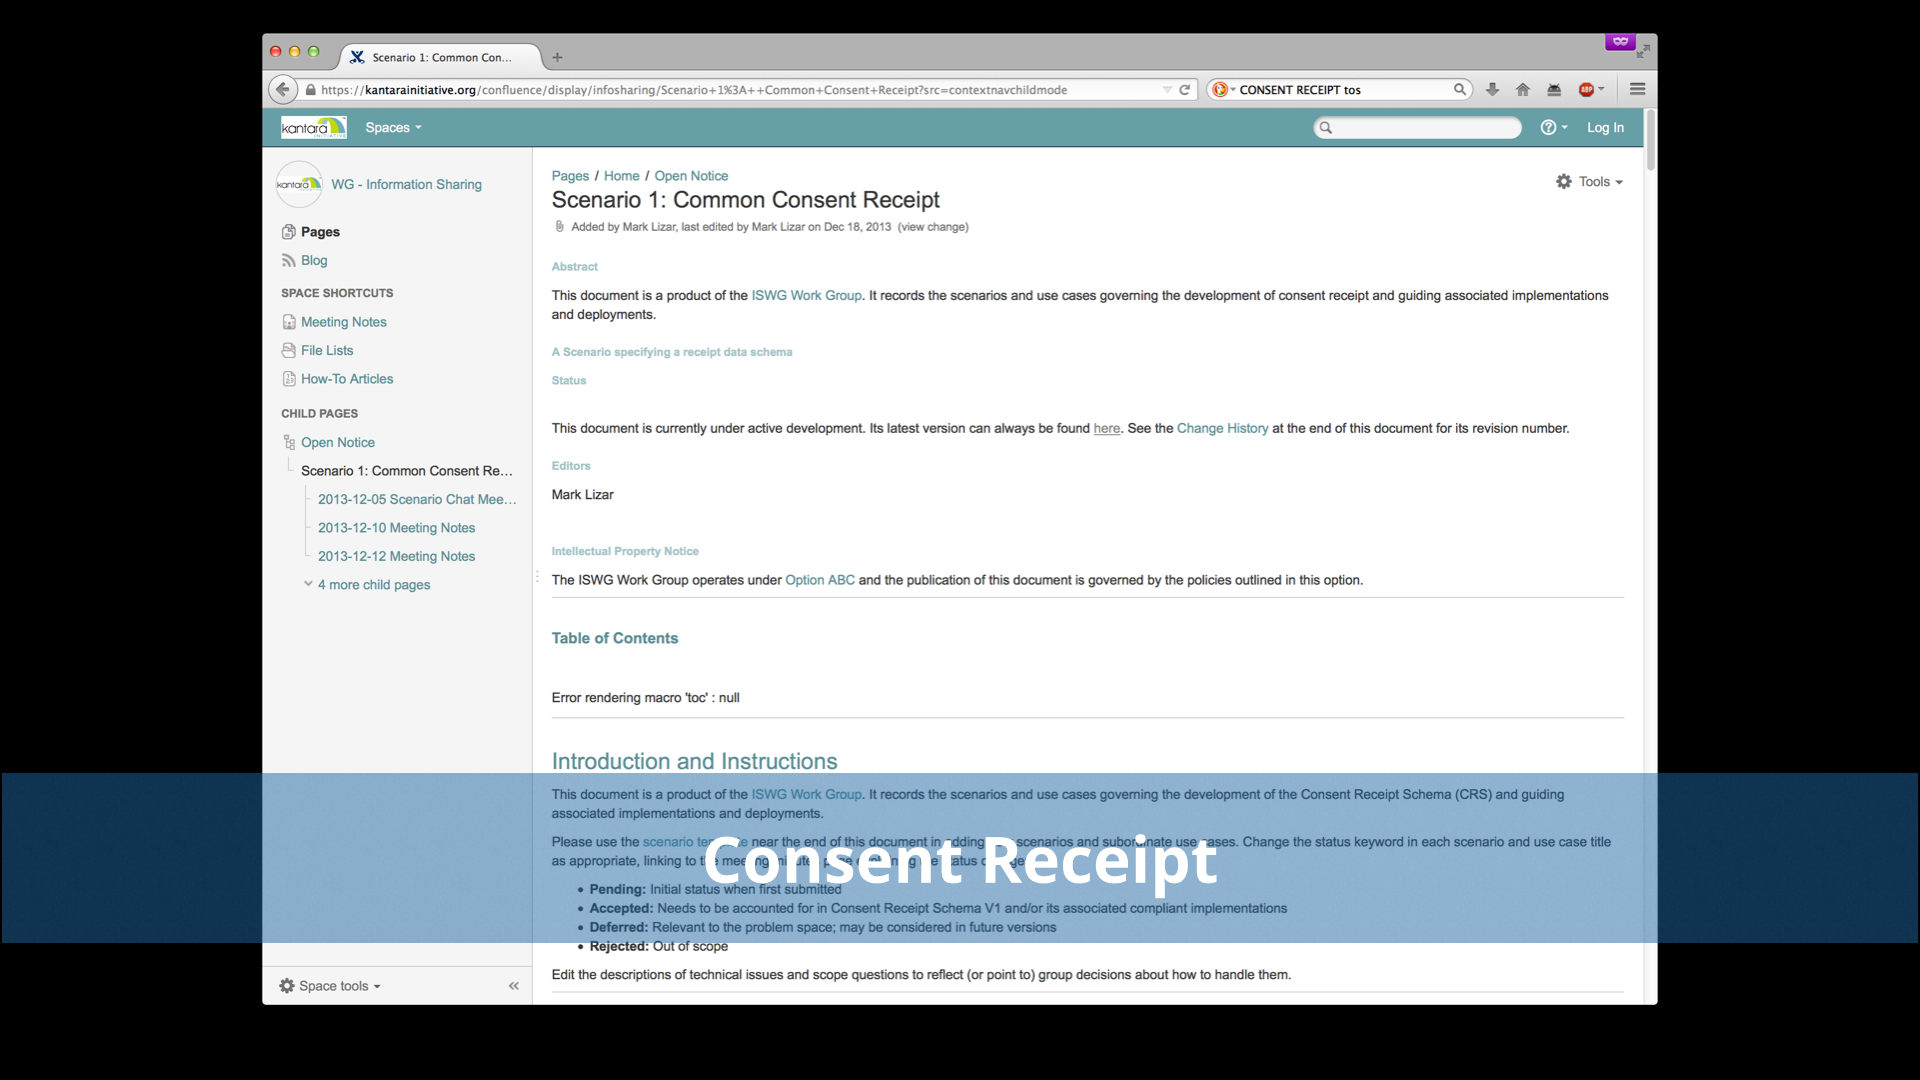 Scenario 1: Common Con...
https://kantarainitiative.org/confluence/display/infosharing/Scenario+1%3A++Common+Consent+Receipt?src=contextnavchildmode
CONSENT RECEIPT tos
ABP
kantara
INITIATIVE
Spaces
Log In
kantara
WG - Information Sharing
Pages
Blog
SPACE SHORTCUTS
Meeting Notes
File Lists
How-To Articles
CHILD PAGES
Open Notice
Scenario 1: Common Consent Re...
2013-12-05 Scenario Chat Mee...
2013-12-10 Meeting Notes
2013-12-12 Meeting Notes
4 more child pages
Space tools
Pages / Home / Open Notice
Tools
Scenario 1: Common Consent Receipt
Added by Mark Lizar, last edited by Mark Lizar on Dec 18, 2013 (view change)
Abstract
This document is a product of the ISWG Work Group. It records the scenarios and use cases governing the development of consent receipt and guiding associated implementations
and deployments.
A Scenario specifying a receipt data schema
Status
This document is currently under active development. Its latest version can always be found here. See the Change History at the end of this document for its revision number.
Editors
Mark Lizar
Intellectual Property Notice
The ISWG Work Group operates under Option ABC and the publication of this document is governed by the policies outlined in this option.
Table of Contents
Error rendering macro 'toc' : null
Introduction and Instructions
This document is a product of the ISWG Work Group. It records the scenarios and use cases governing the development of the Consent Receipt Schema (CRS) and guiding
associated implementations and deployments.
Please use the scenario near the end of this document in adding scenarios and subordinate use cases. Change the status keyword in each scenario and use case title
as appropriate, linking to the
Consent Receipt
• Pending: Initial status when first submitted
• Accepted: Needs to be accounted for in Consent Receipt Schema V1 and/or its associated compliant implementations
• Deferred: Relevant to the problem space; may be considered in future versions
• Rejected: Out of scope
Edit the descriptions of technical issues and scope questions to reflect (or point to) group decisions about how to handle them.